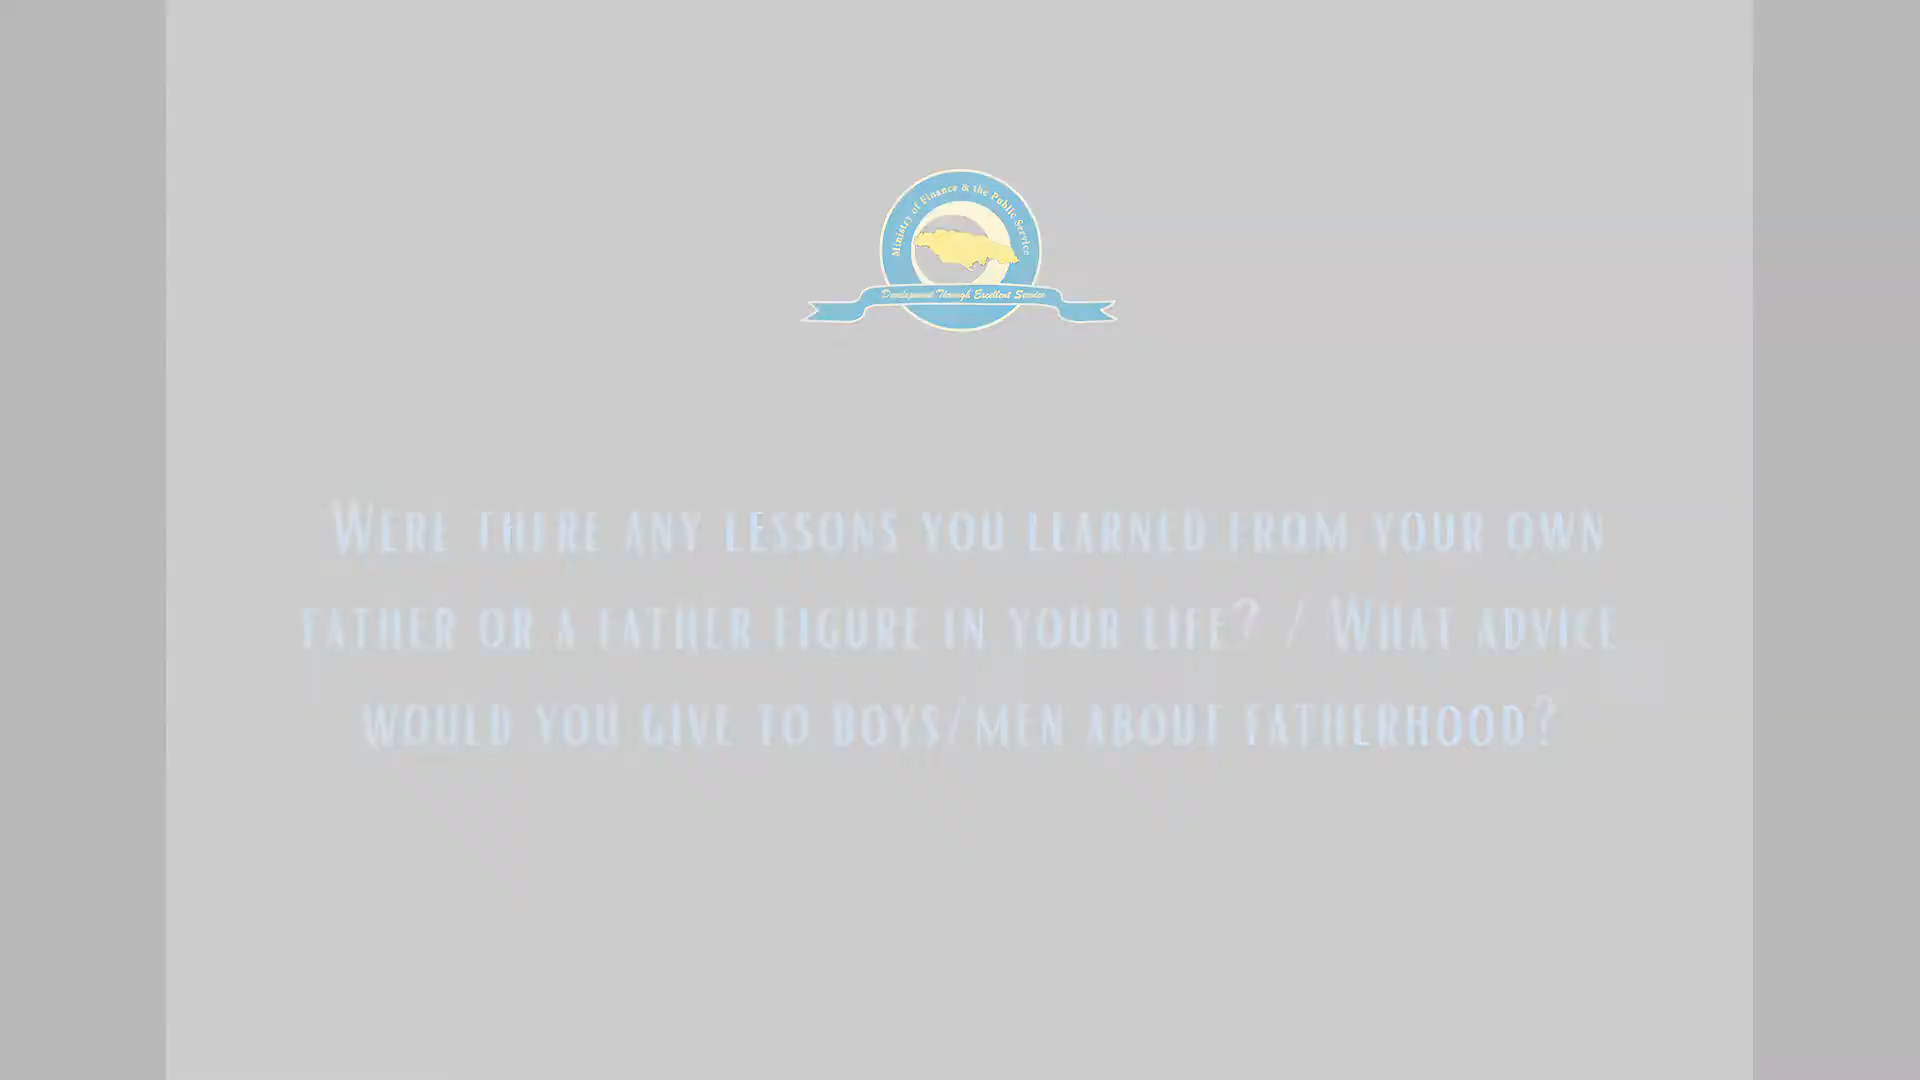 Ministry of Finance & the Public Service
Development Through Excellent Service
WERE THERE ANY LESSONS YOU LEARNED FROM YOUR OWN
FATHER OR A FATHER FIGURE IN YOUR LIFE? / WHAT ADVICE
WOULD YOU GIVE TO BOYS/MEN ABOUT FATHERHOOD?